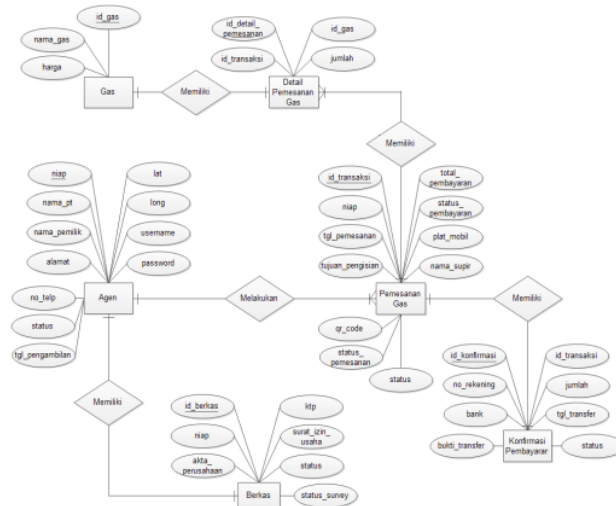 id_gas
nama_gas
harga
Gas
Memiliki
id_detail_
pemesanan
id_gas
id_transaksi
jumlah
Detail
Pemesanan
Gas
Memiliki
niap
lat
nama_pt
long
nama_pemilik
username
alamat
password
no_telp
status
tgl_pengambilan
Agen
Melakukan
id_transaksi
total_
pembayaran
niap
status_
pembayaran
tgl_pemesanan
plat_mobil
tujuan_pengisian
nama_supir
Pemesanan
Gas
qr_code
status_
pemesanan
status
Memiliki
id_konfirmasi
id_transaksi
no_rekening
jumlah
bank
tgl_transfer
bukti_transfer
status
Konfirmasi
Pembayaran
Memiliki
id_berkas
ktp
niap
surat_izin_
usaha
akta_
perusahaan
status
status_survey
Berkas